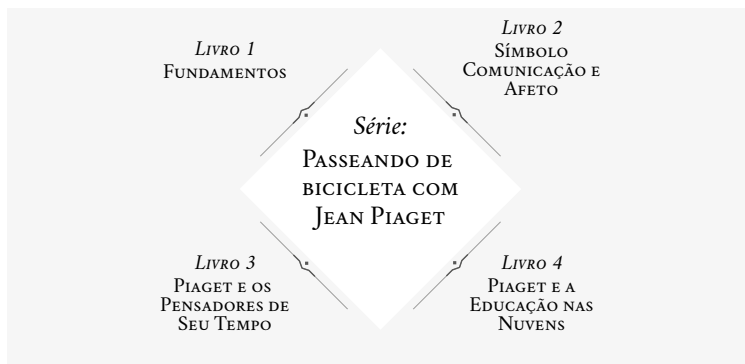 Livro 1
Fundamentos
Livro 2
Símbolo
Comunicação e
Afeto
Série:
Passeando de
bicicleta com
Jean Piaget
Livro 3
Piaget e os
Pensadores de
Seu Tempo
Livro 4
Piaget e a
Educação nas
Nuvens